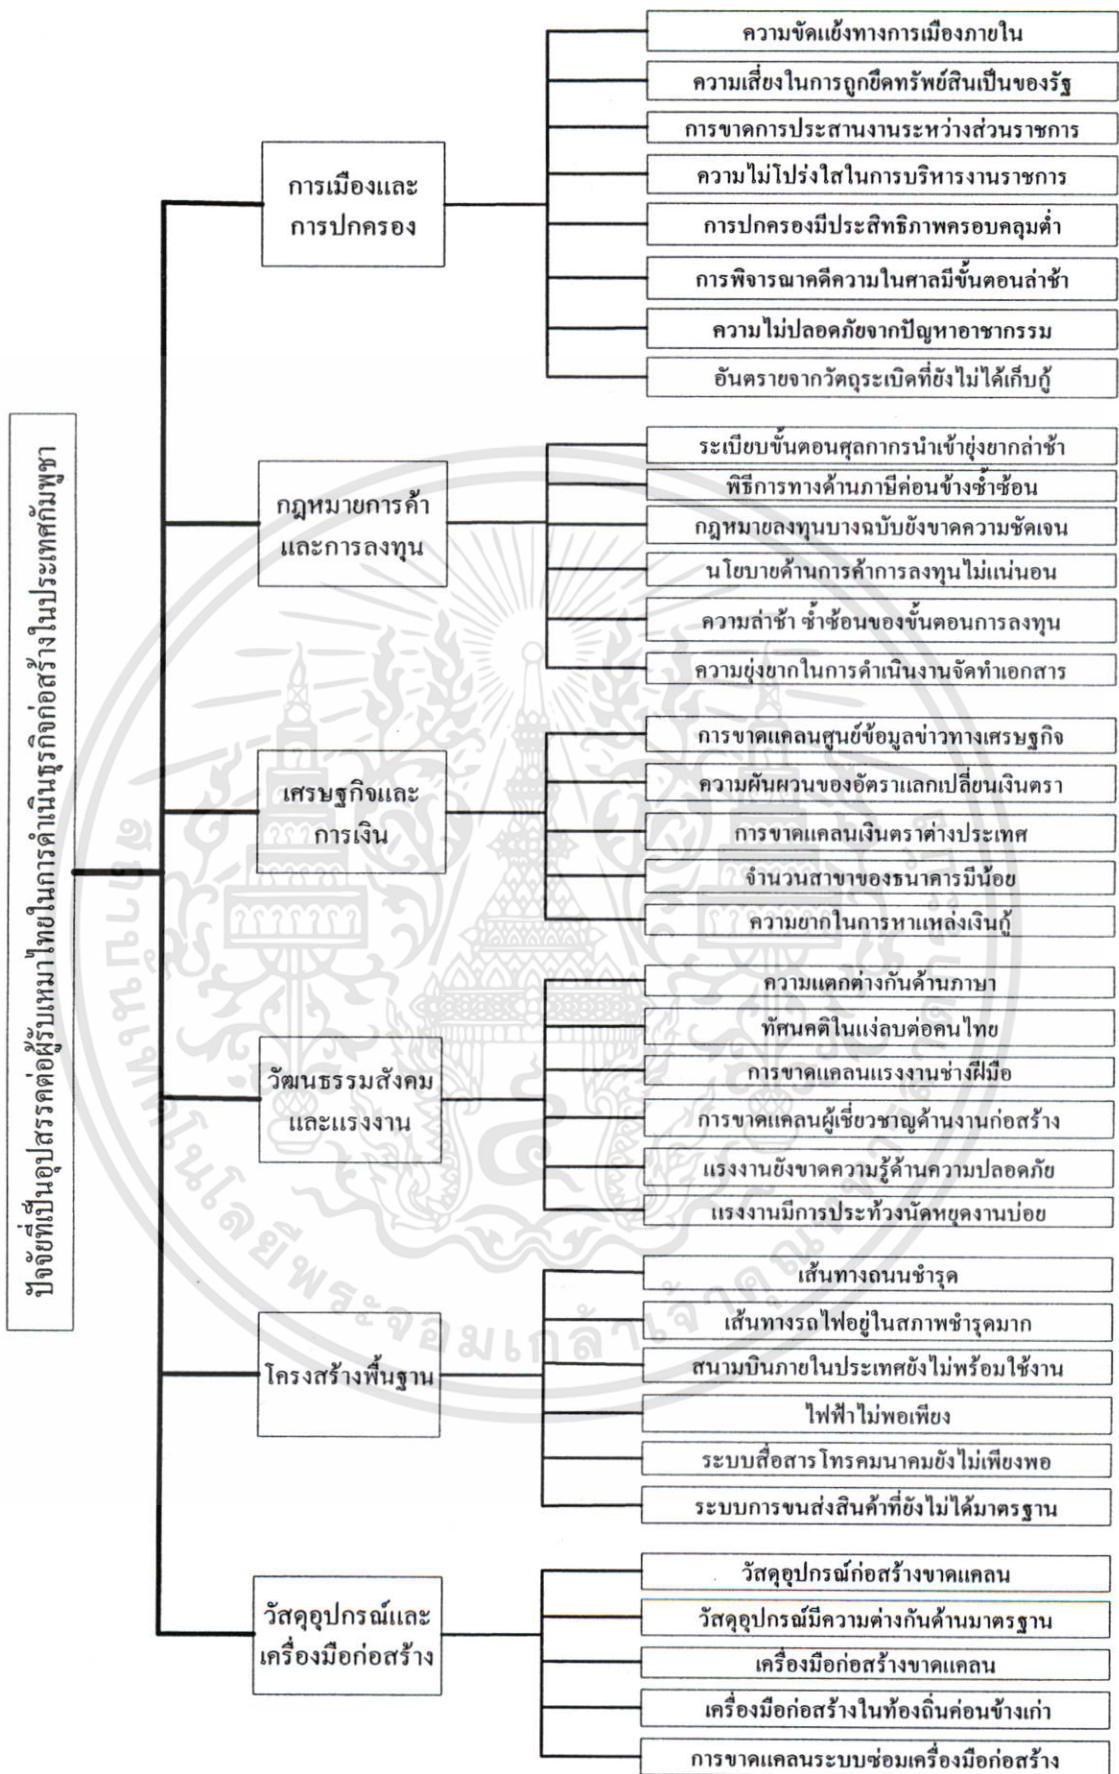 ปัจจัยที่เป็นอุปสรรคต่อผู้รับเหมาไทยในการดำเนินธุรกิจก่อสร้างในประเทศกัมพูชา
การเมืองและ
การปกครอง
ความขัดแย้งทางการเมืองภายใน
ความเสี่ยงในการถูกยึดทรัพย์สินเป็นของรัฐ
การขาดการประสานงานระหว่างส่วนราชการ
ความไม่โปร่งใสในการบริหารงานราชการ
การปกครองมีประสิทธิภาพครอบคลุมต่ำ
การพิจารณาคดีความในศาลมีขั้นตอนล่าช้า
ความไม่ปลอดภัยจากปัญหาอาชากรรม
อันตรายจากวัตถุระเบิดที่ยังไม่ได้เก็บกู้
กฎหมายการค้า
และการลงทุน
ระเบียบขั้นตอนศุลกากรนำเข้ายุ่งยากล่าช้า
พิธีการทางด้านภาษีค่อนข้างซ้ำซ้อน
กฎหมายลงทุนบางฉบับยังขาดความชัดเจน
นโยบายด้านการค้าการลงทุนไม่แน่นอน
ความล่าช้า ซ้ำซ้อนของขั้นตอนการลงทุน
ความยุ่งยากในการดำเนินงานจัดทำเอกสาร
เศรษฐกิจและ
การเงิน
การขาดแคลนศูนย์ข้อมูลข่าวทางเศรษฐกิจ
ความผันผวนของอัตราแลกเปลี่ยนเงินตรา
การขาดแคลนเงินตราต่างประเทศ
จำนวนสาขาของธนาคารมีน้อย
ความยากในการหาแหล่งเงินกู้
วัฒนธรรมสังคม
และแรงงาน
ความแตกต่างกันด้านภาษา
ทัศนคติในแง่ลบต่อคนไทย
การขาดแคลนแรงงานช่างฝีมือ
การขาดแคลนผู้เชี่ยวชาญด้านงานก่อสร้าง
แรงงานยังขาดความรู้ด้านความปลอดภัย
แรงงานมีการประท้วงนัดหยุดงานบ่อย
โครงสร้างพื้นฐาน
เส้นทางถนนชำรุด
เส้นทางรถไฟอยู่ในสภาพชำรุดมาก
สนามบินภายในประเทศยังไม่พร้อมใช้งาน
ไฟฟ้าไม่พอเพียง
ระบบสื่อสารโทรคมนาคมยังไม่เพียงพอ
ระบบการขนส่งสินค้าที่ยังไม่ได้มาตรฐาน
วัสดุอุปกรณ์และ
เครื่องมือก่อสร้าง
วัสดุอุปกรณ์ก่อสร้างขาดแคลน
วัสดุอุปกรณ์มีความต่างกันด้านมาตรฐาน
เครื่องมือก่อสร้างขาดแคลน
เครื่องมือก่อสร้างในท้องถิ่นค่อนข้างเก่า
การขาดแคลนระบบซ่อมเครื่องมือก่อสร้าง
สถาบันเทคโนโลยีพระจอมเกล้าเจ้าคุณทหารลาดกระบัง